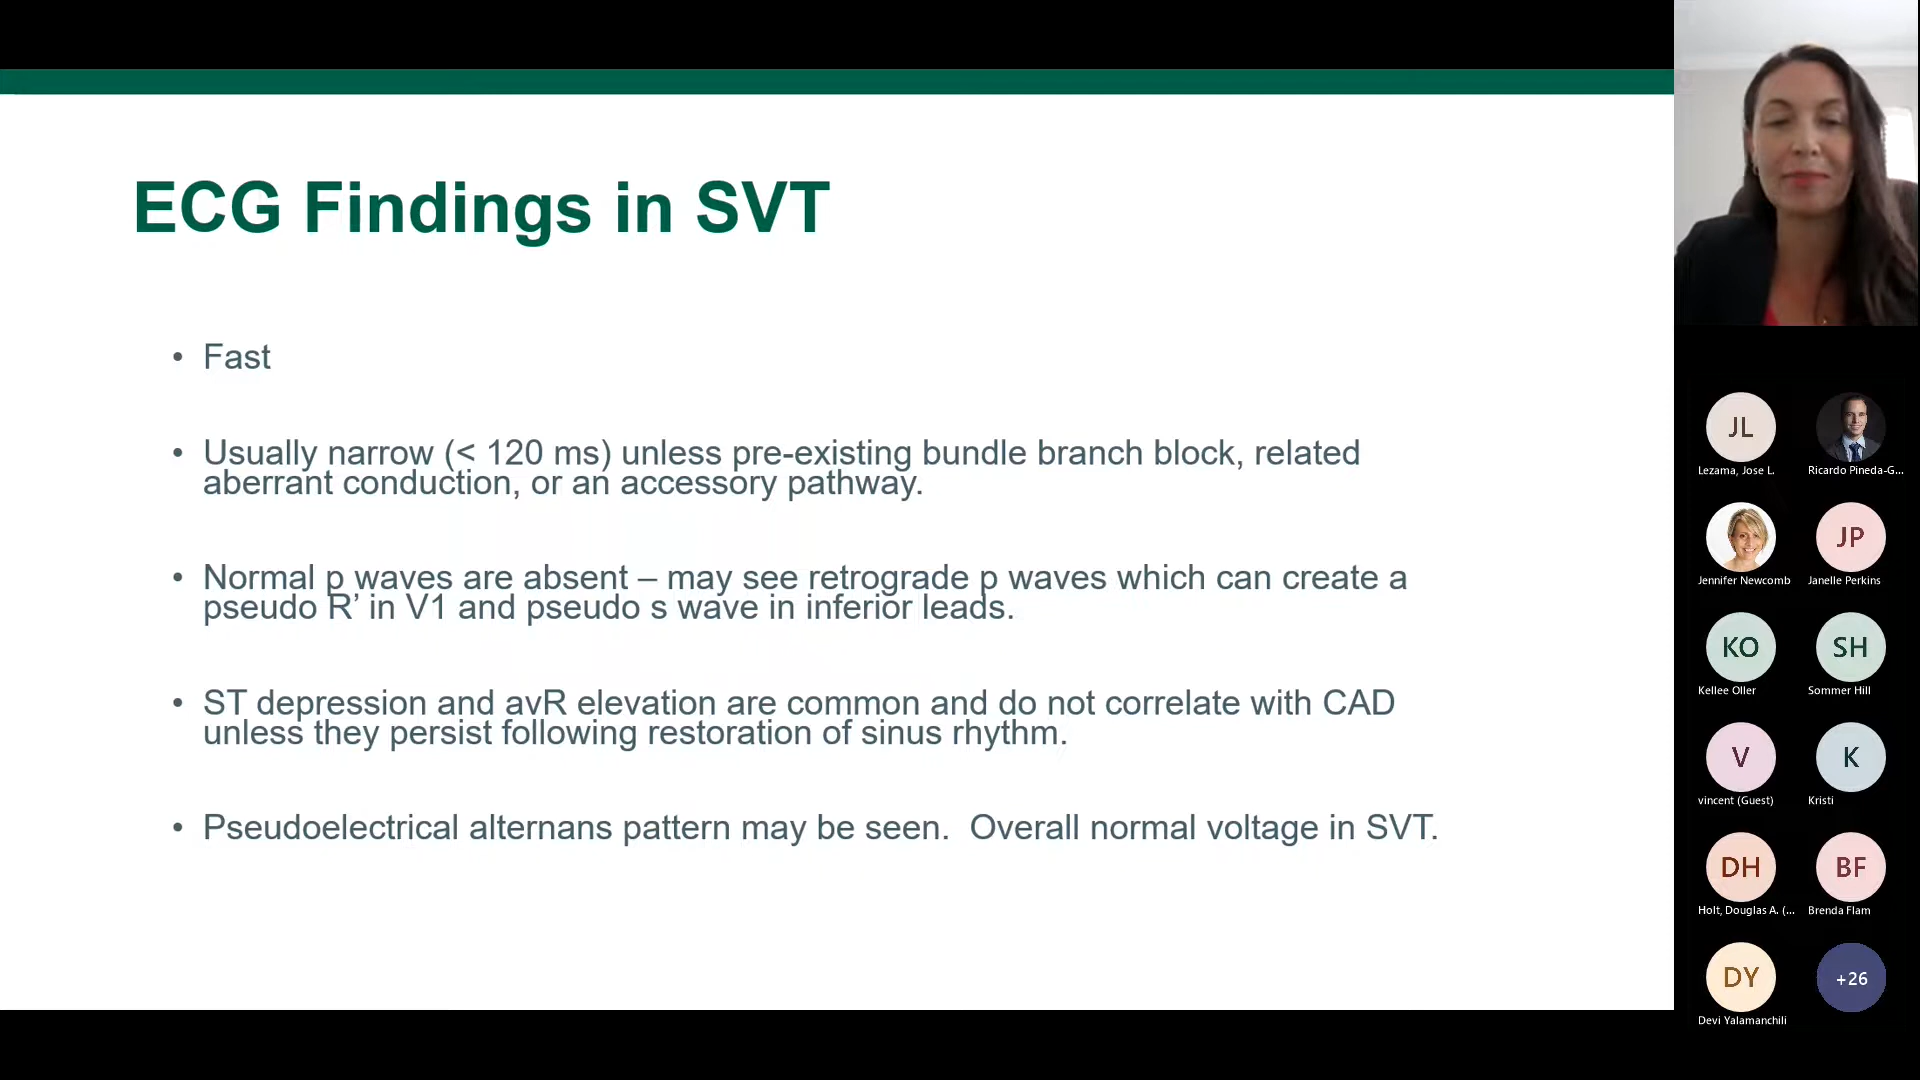 ECG Findings in SVT
• Fast
• Usually narrow (< 120 ms) unless pre-existing bundle branch block, related
aberrant conduction, or an accessory pathway.
• Normal p waves are absent – may see retrograde p waves which can create a
pseudo R’ in V1 and pseudo s wave in inferior leads.
• ST depression and avR elevation are common and do not correlate with CAD
unless they persist following restoration of sinus rhythm.
• Pseudoelectrical alternans pattern may be seen.  Overall normal voltage in SVT.
JL
Lezama, Jose L.
Ricardo Pineda-G...
Jennifer Newcomb
JP
Janelle Perkins
KO
Kellee Oller
SH
Sommer Hill
V
vincent (Guest)
K
Kristi
DH
Holt, Douglas A. (...
BF
Brenda Flam
DY
Devi Yalamanchili
+26